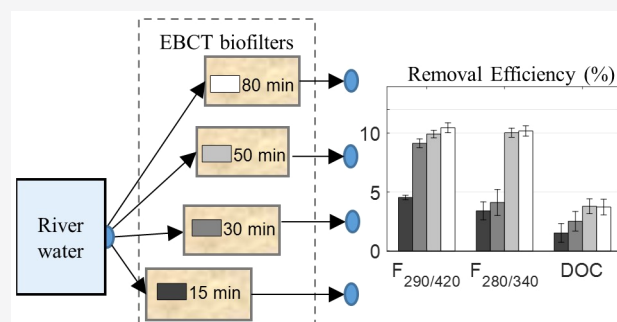 EBCT biofilters
80 min
50 min
30 min
15 min
River
water
Removal Efficiency (%)
10
5
0
F290/420 F280/340 DOC